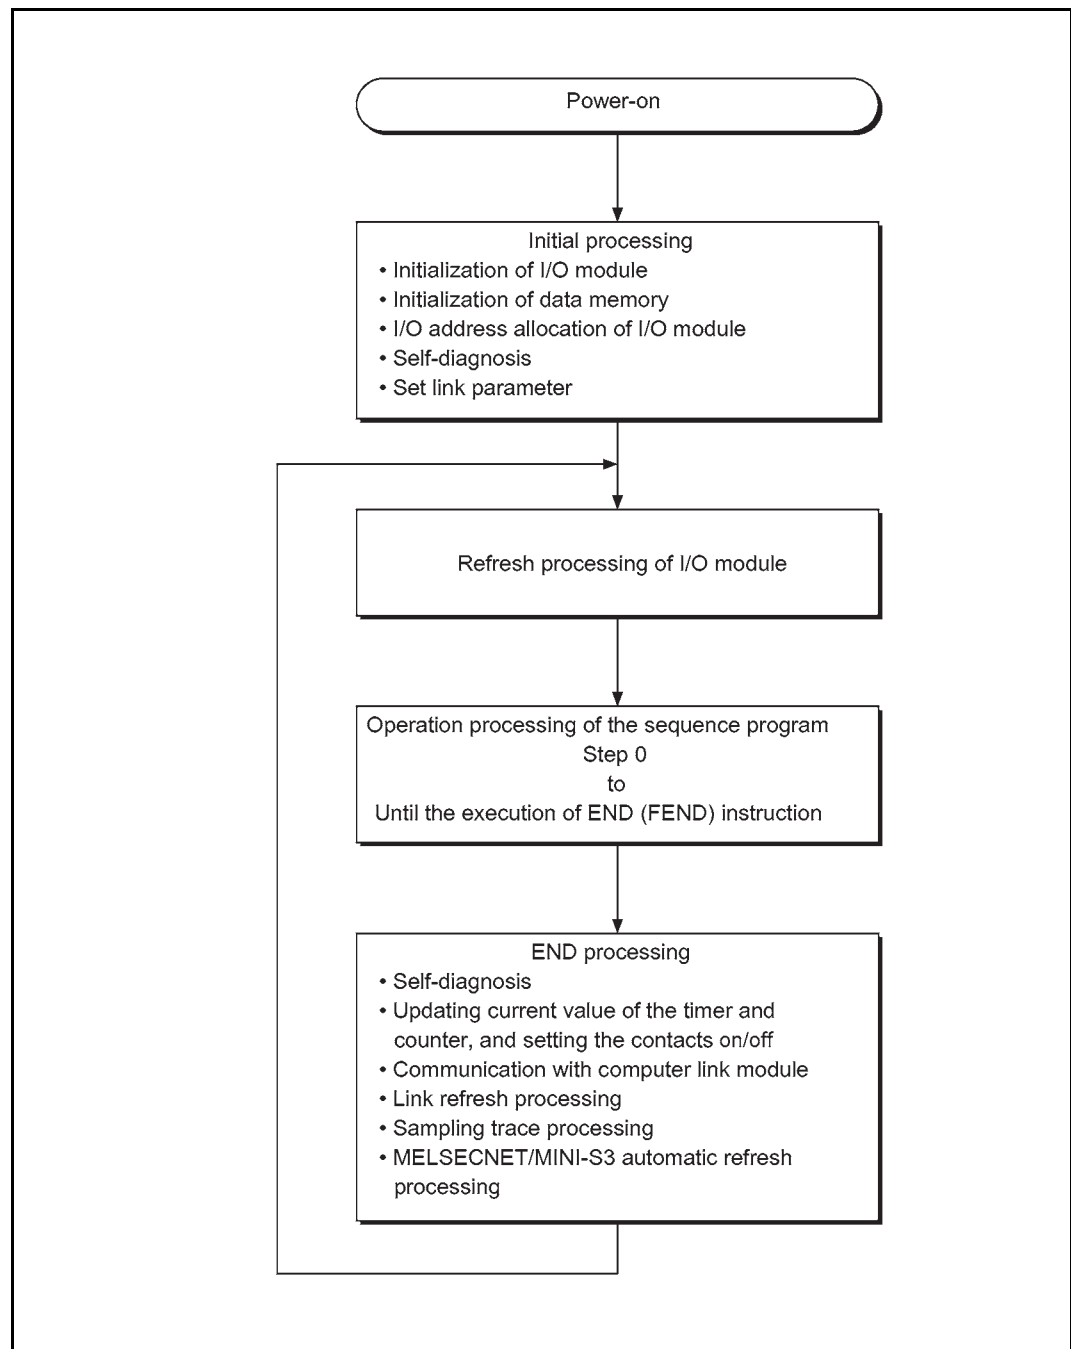 Power-on
Initial processing
• Initialization of I/O module
• Initialization of data memory
• I/O address allocation of I/O module
• Self-diagnosis
• Set link parameter
Refresh processing of I/O module
Operation processing of the sequence program
Step 0
to
Until the execution of END (FEND) instruction
END processing
• Self-diagnosis
• Updating current value of the timer and
counter, and setting the contacts on/off
• Communication with computer link module
• Link refresh processing
• Sampling trace processing
• MELSECNET/MINI-S3 automatic refresh
processing